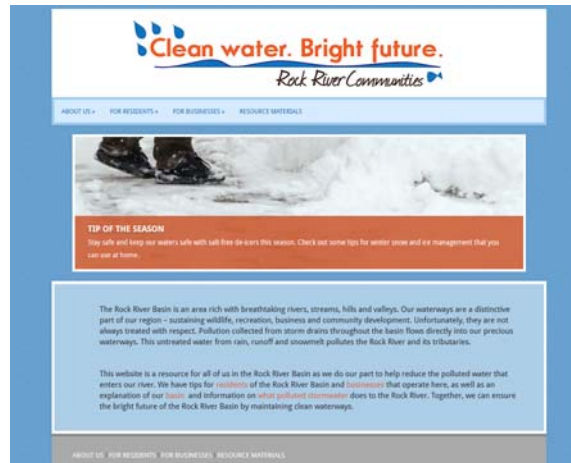 Clean water. Bright future.
Rock River Communities
ABOUT US » FOR RESIDENTS » FOR BUSINESSES » RESOURCE MATERIALS
TIP OF THE SEASON
Stay safe and keep our waters safe with salt-free de-icers this season. Check out some tips for winter snow and ice management that you
can use at home.
The Rock River Basin is an area rich with breathtaking rivers, streams, hills and valleys. Our waterways are a distinctive
part of our region – sustaining wildlife, recreation, business and community development. Unfortunately, they are not
always treated with respect. Pollution collected from storm drains throughout the basin flows directly into our precious
waterways. This untreated water from rain, runoff and snowmelt pollutes the Rock River and its tributaries.
This website is a resource for all of us in the Rock River Basin as we do our part to help reduce the polluted water that
enters our river. We have tips for residents of the Rock River Basin and businesses that operate here, as well as an
explanation of our basin and information on what polluted stormwater does to the Rock River. Together, we can ensure
the bright future of the Rock River Basin by maintaining clean waterways.
ABOUT US FOR RESIDENTS FOR BUSINESSES RESOURCE MATERIALS